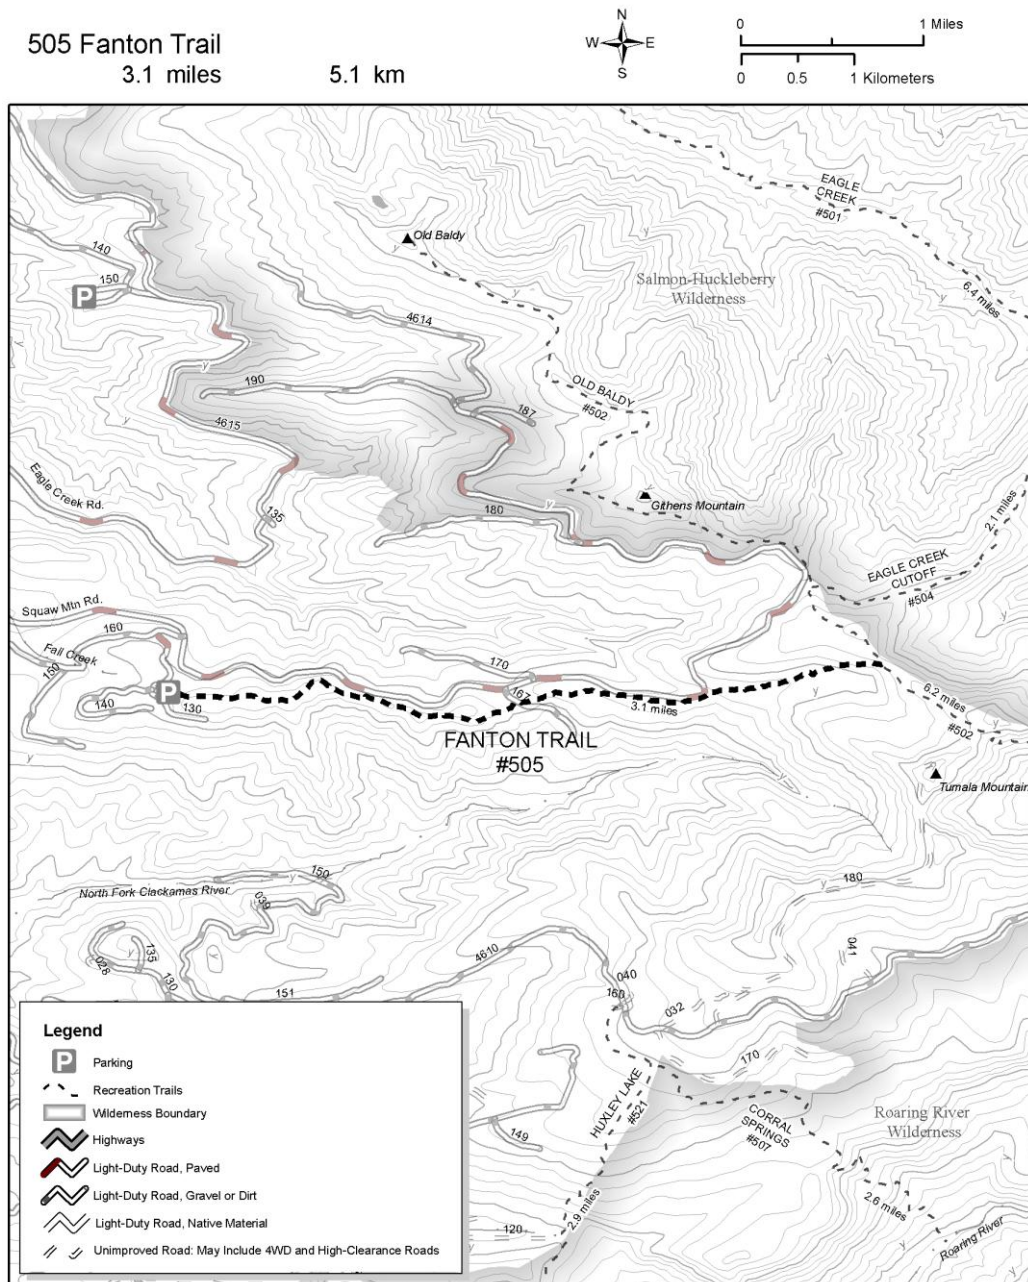 505 Fanton Trail
3.1 miles 5.1 km
N
W E
S
0 1 Miles
0 0.5 1 Kilometers
EAGLE
CREEK
#501
6.4 miles
140
150
P
Old Baldy
Salmon-Huckleberry
Wilderness
4614
190
187
OLD BALDY
#502
4615
Eagle Creek Rd.
135
180
Githens Mountain
2.1 miles
EAGLE CREEK
CUTOFF
#504
Squaw Mtn Rd.
160
Fall Creek
150
140
P
130
170
167
3.1 miles
6.2 miles
#502
FANTON TRAIL
#505
Tumala Mountain
North Fork Clackamas River
150
039
180
041
028
135
130
151
4610
040
160
032
170
HUXLEY LAKE
#521
CORRAL
SPRINGS
#507
Roaring River
Wilderness
149
2.9 miles
2.6 miles
120
Roaring River
Legend
P Parking
Recreation Trails
Wilderness Boundary
Highways
Light-Duty Road, Paved
Light-Duty Road, Gravel or Dirt
Light-Duty Road, Native Material
Unimproved Road: May Include 4WD and High-Clearance Roads